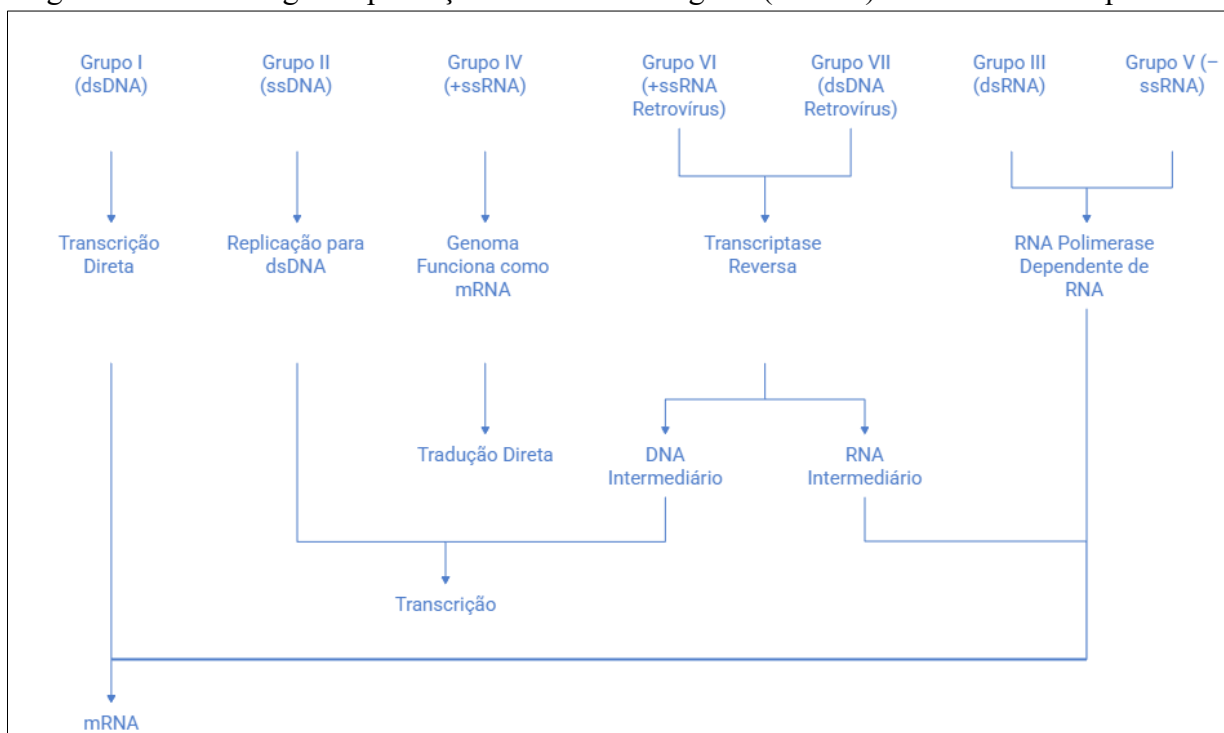 Grupo I
(dsDNA)
Grupo II
(ssDNA)
Grupo IV
(+ssRNA)
Grupo VI
(+ssRNA
Retrovírus)
Grupo VII
(dsDNA
Retrovírus)
Grupo III
(dsRNA)
Grupo V (–
ssRNA)
Transcrição
Direta
Replicação para
dsDNA
Genoma
Funciona como
mRNA
Transcriptase
Reversa
RNA Polimerase
Dependente de
RNA
Tradução Direta
DNA
Intermediário
RNA
Intermediário
Transcrição
mRNA